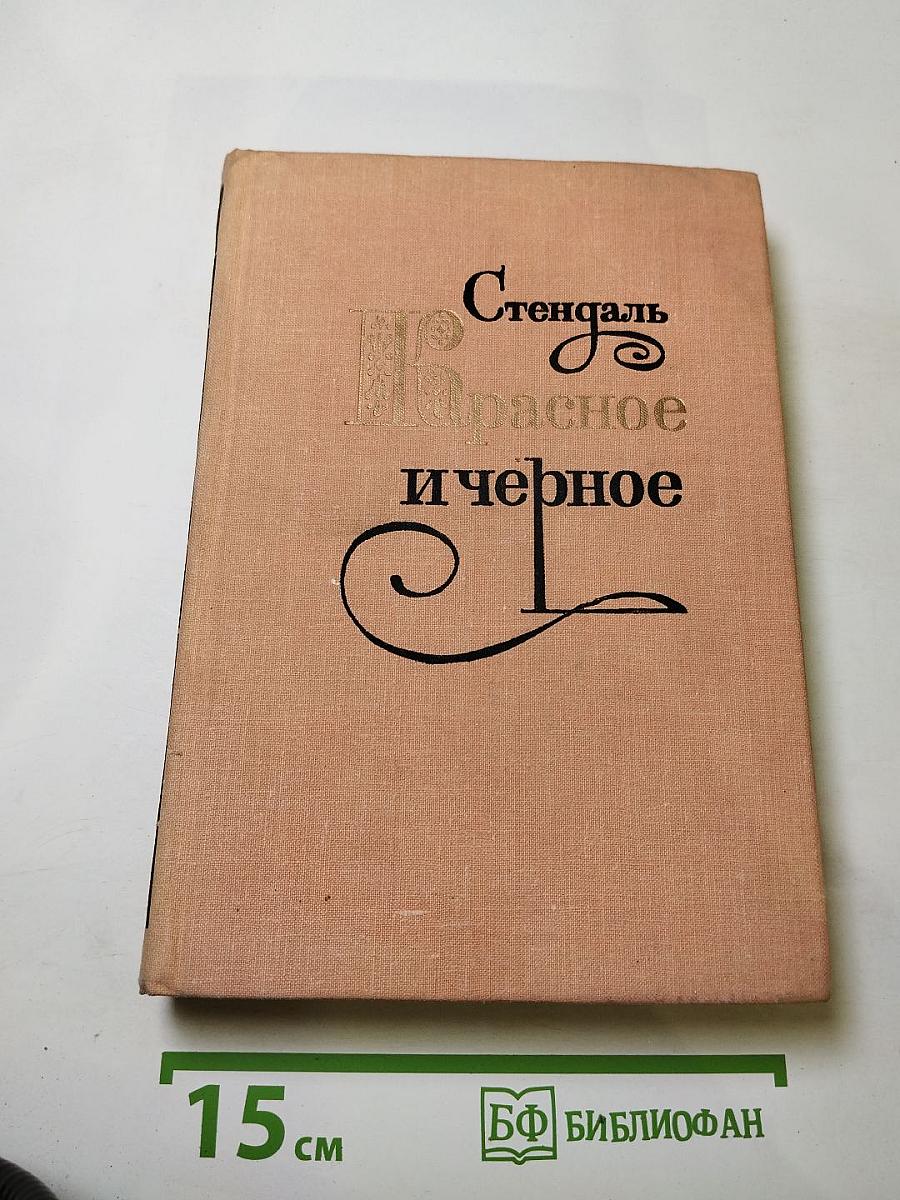 Стендаль
Красное
и черное
15 см
БФ БИБЛИОФАН